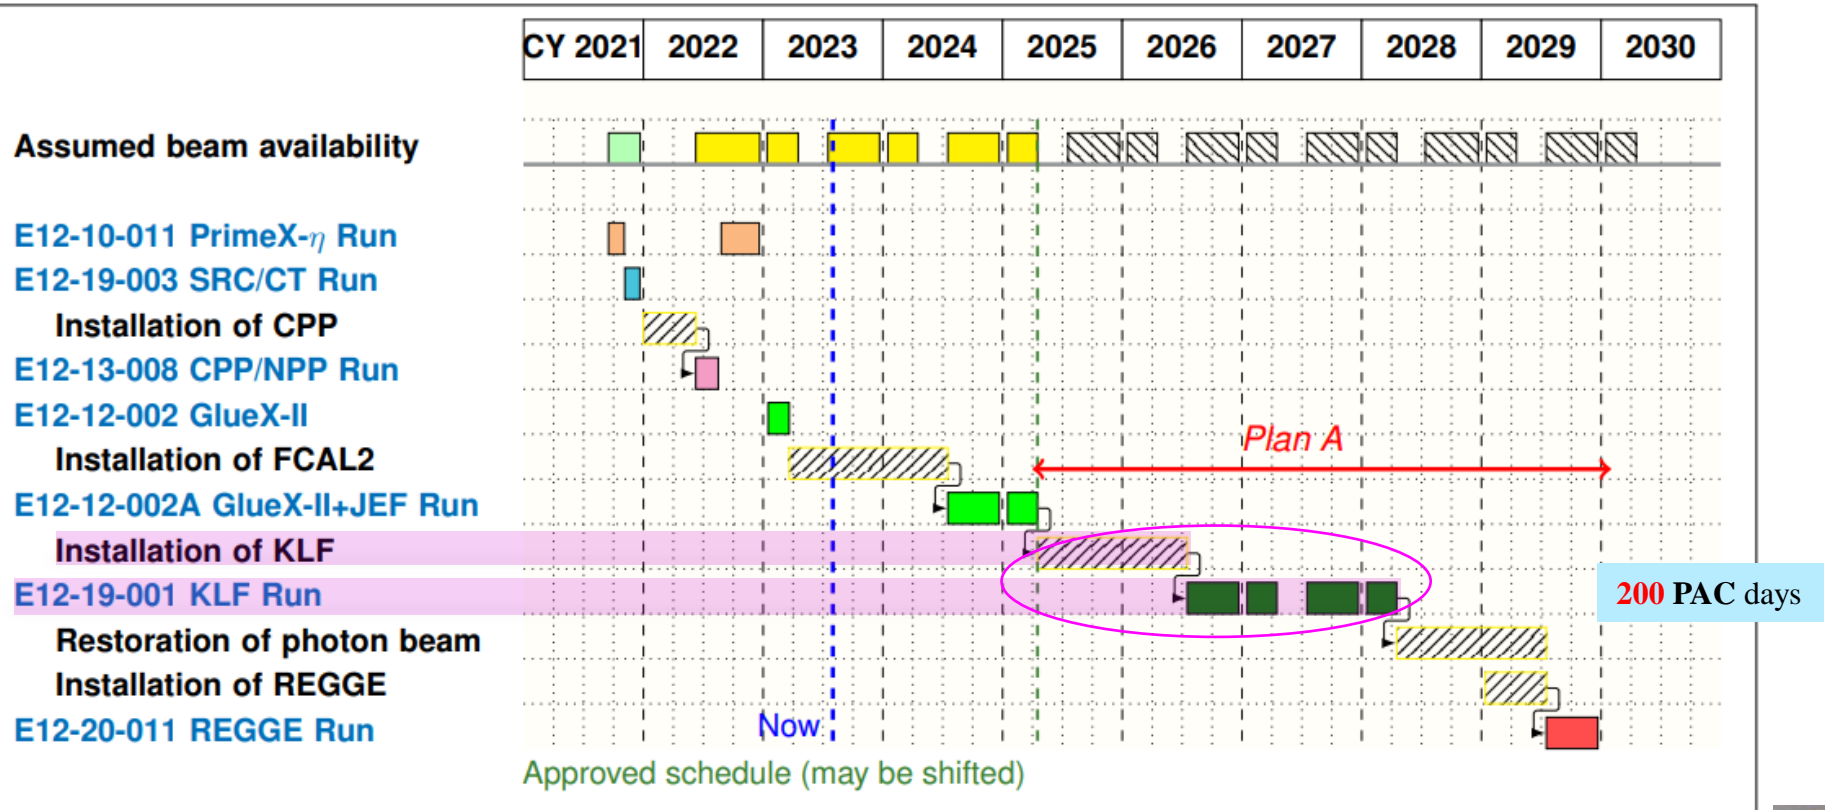 CY 2021 2022 2023 2024 2025 2026 2027 2028 2029 2030
Assumed beam availability
E12-10-011 PrimeX-η Run
E12-19-003 SRC/CT Run
Installation of CPP
E12-13-008 CPP/NPP Run
E12-12-002 GlueX-II
Plan A
Installation of FCAL2
E12-12-002A GlueX-II+JEF Run
Installation of KLF
E12-19-001 KLF Run
200 PAC days
Restoration of photon beam
Installation of REGGE
E12-20-011 REGGE Run
Now
Approved schedule (may be shifted)